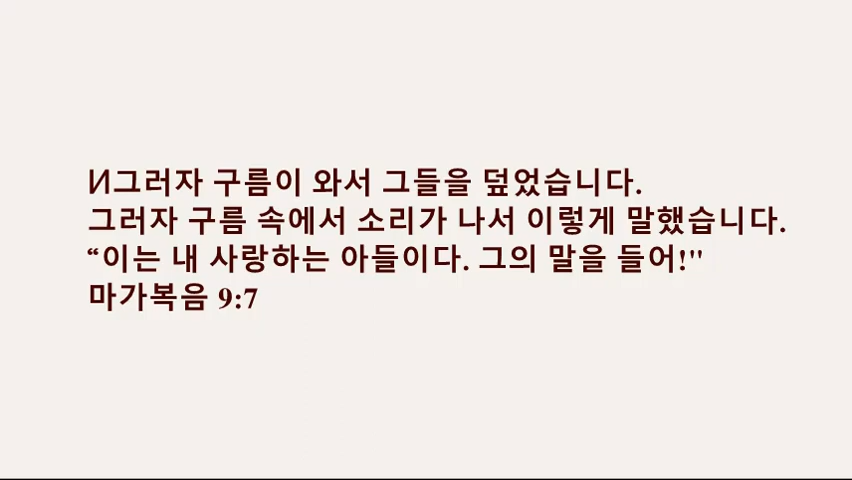 И그러자 구름이 와서 그들을 덮었습니다.
그러자 구름 속에서 소리가 나서 이렇게 말했습니다.
“이는 내 사랑하는 아들이다. 그의 말을 들어!''
마가복음 9:7